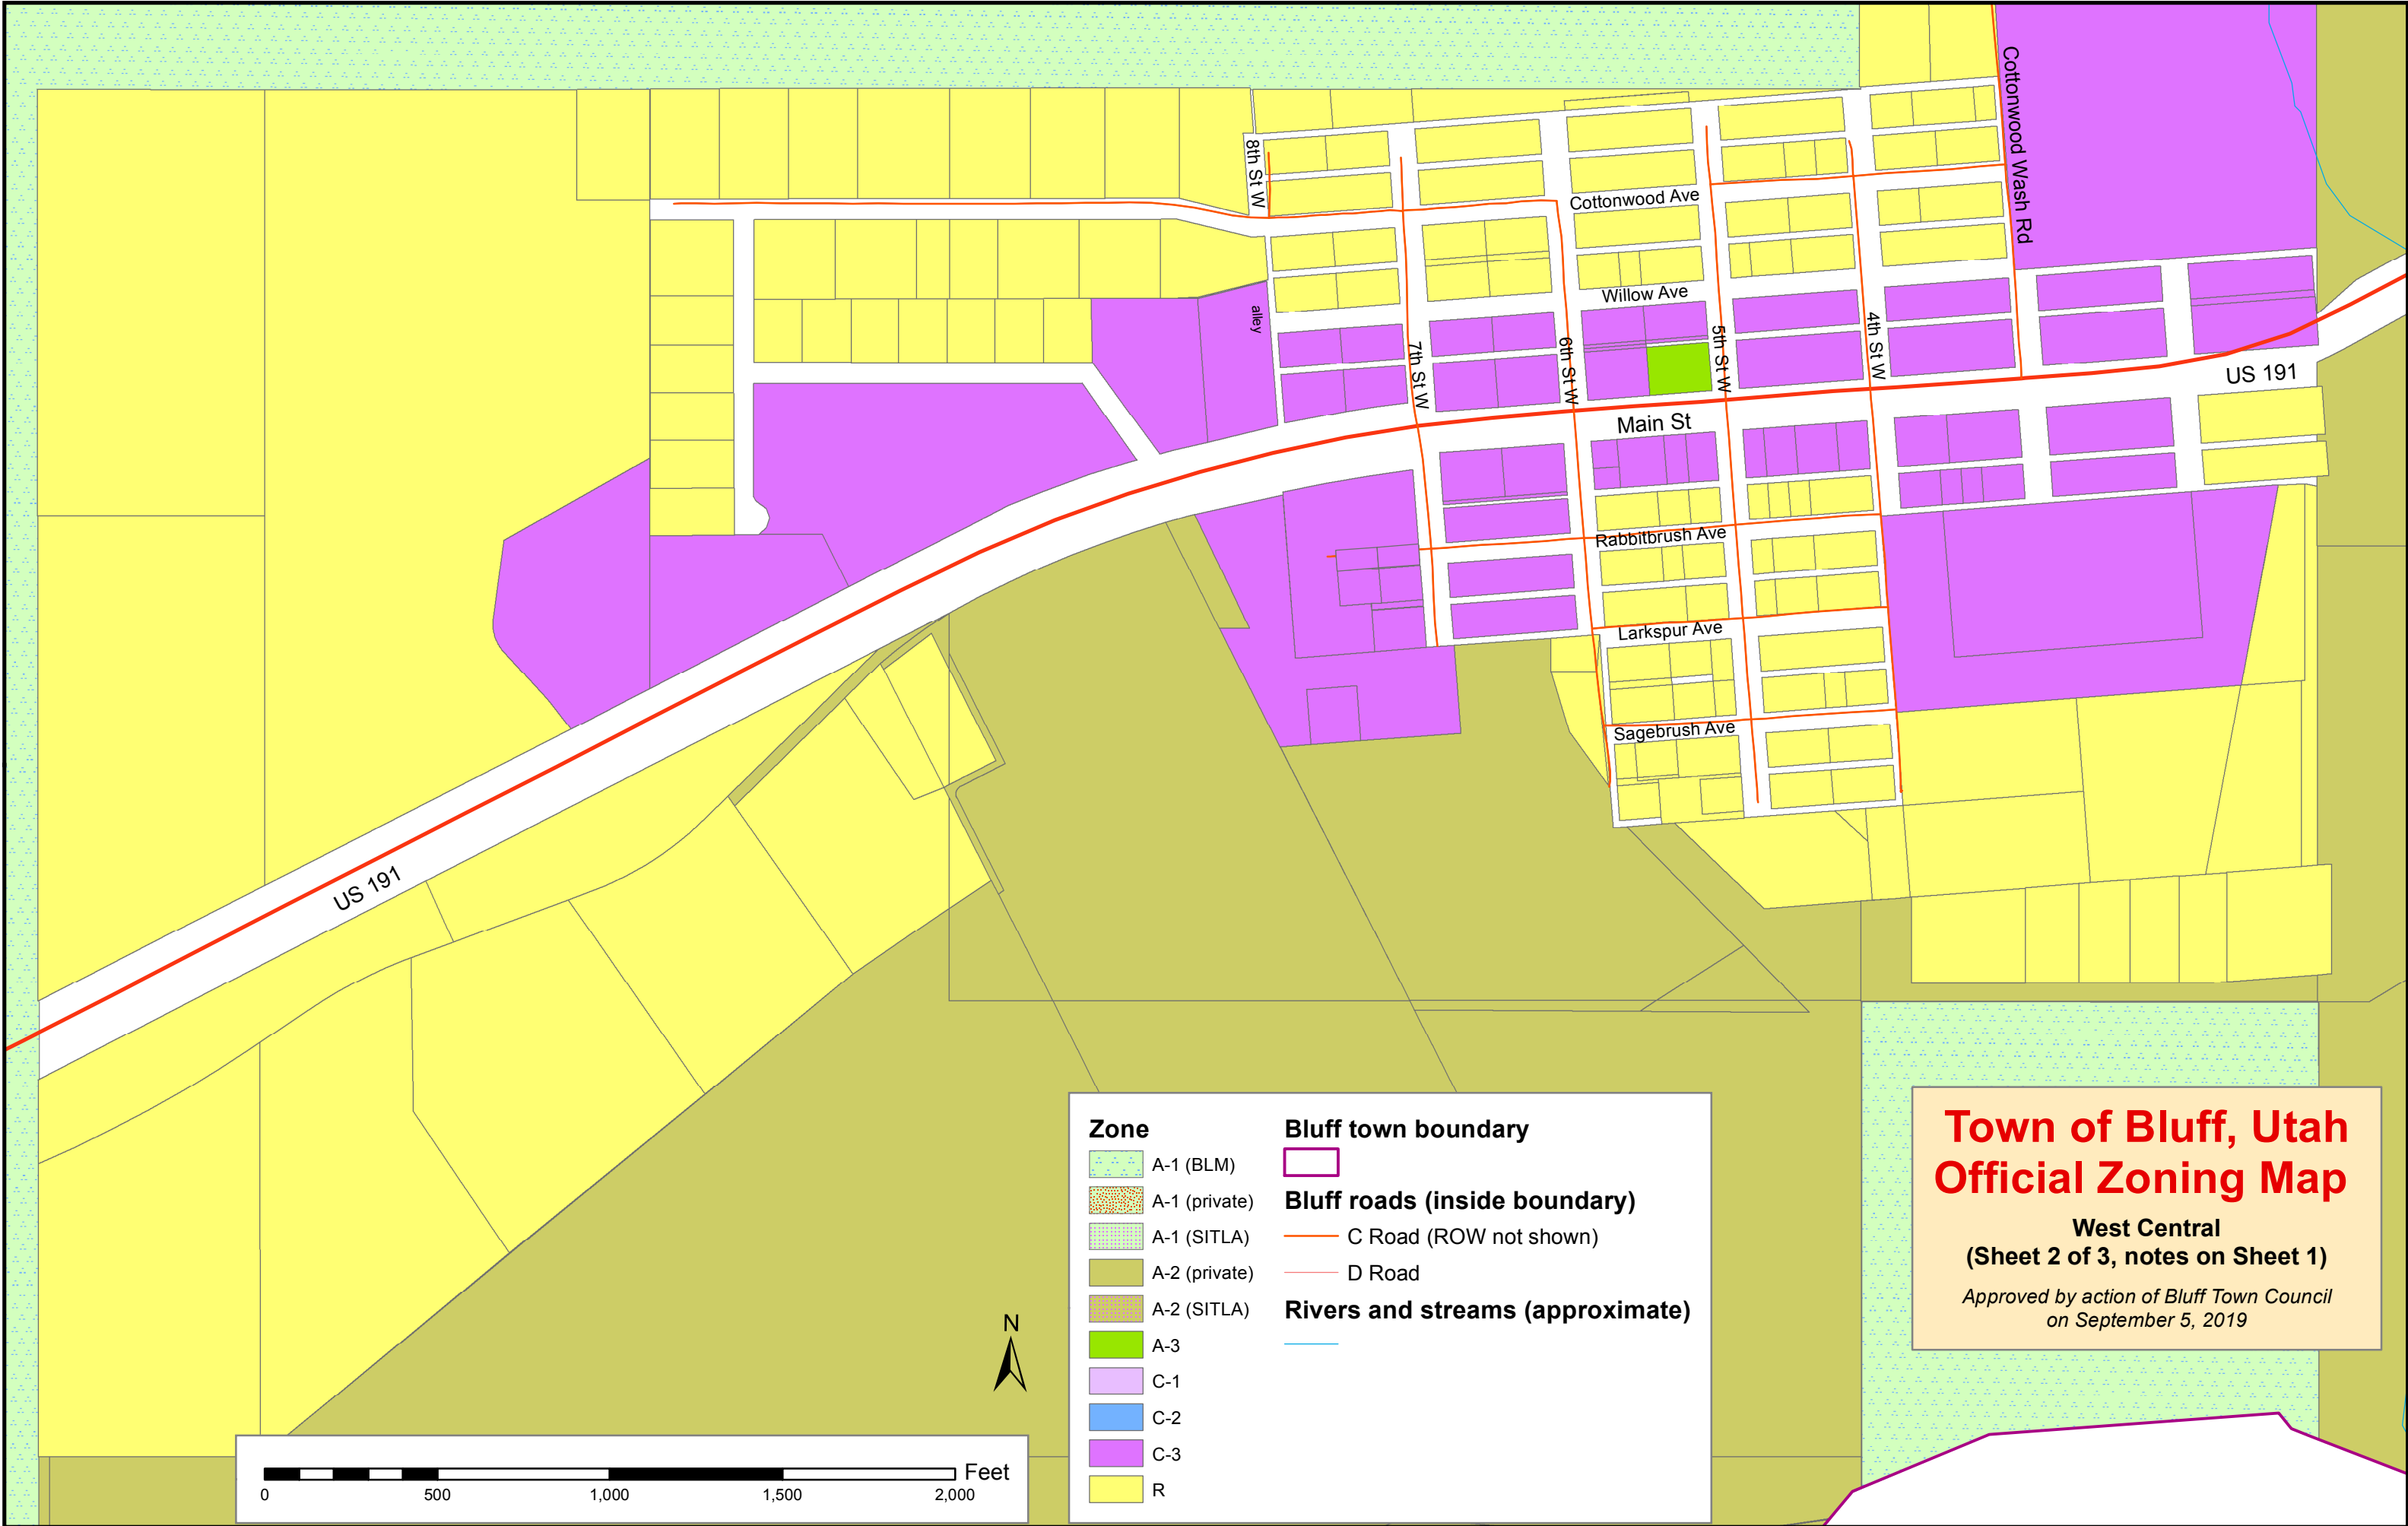 Cottonwood Wash Rd
8th St W
Cottonwood Ave
Willow Ave
alley
7th St W
6th St W
5th St W
4th St W
US 191
Main St
Rabbitbrush Ave
Larkspur Ave
Sagebrush Ave
US 191
Zone
A-1 (BLM)
A-1 (private)
A-1 (SITLA)
A-2 (private)
A-2 (SITLA)
A-3
C-1
C-2
C-3
R
Bluff town boundary
Bluff roads (inside boundary)
C Road (ROW not shown)
D Road
Rivers and streams (approximate)
Town of Bluff, Utah
Official Zoning Map
West Central
(Sheet 2 of 3, notes on Sheet 1)
Approved by action of Bluff Town Council
on September 5, 2019
N
Feet
0 500 1,000 1,500 2,000